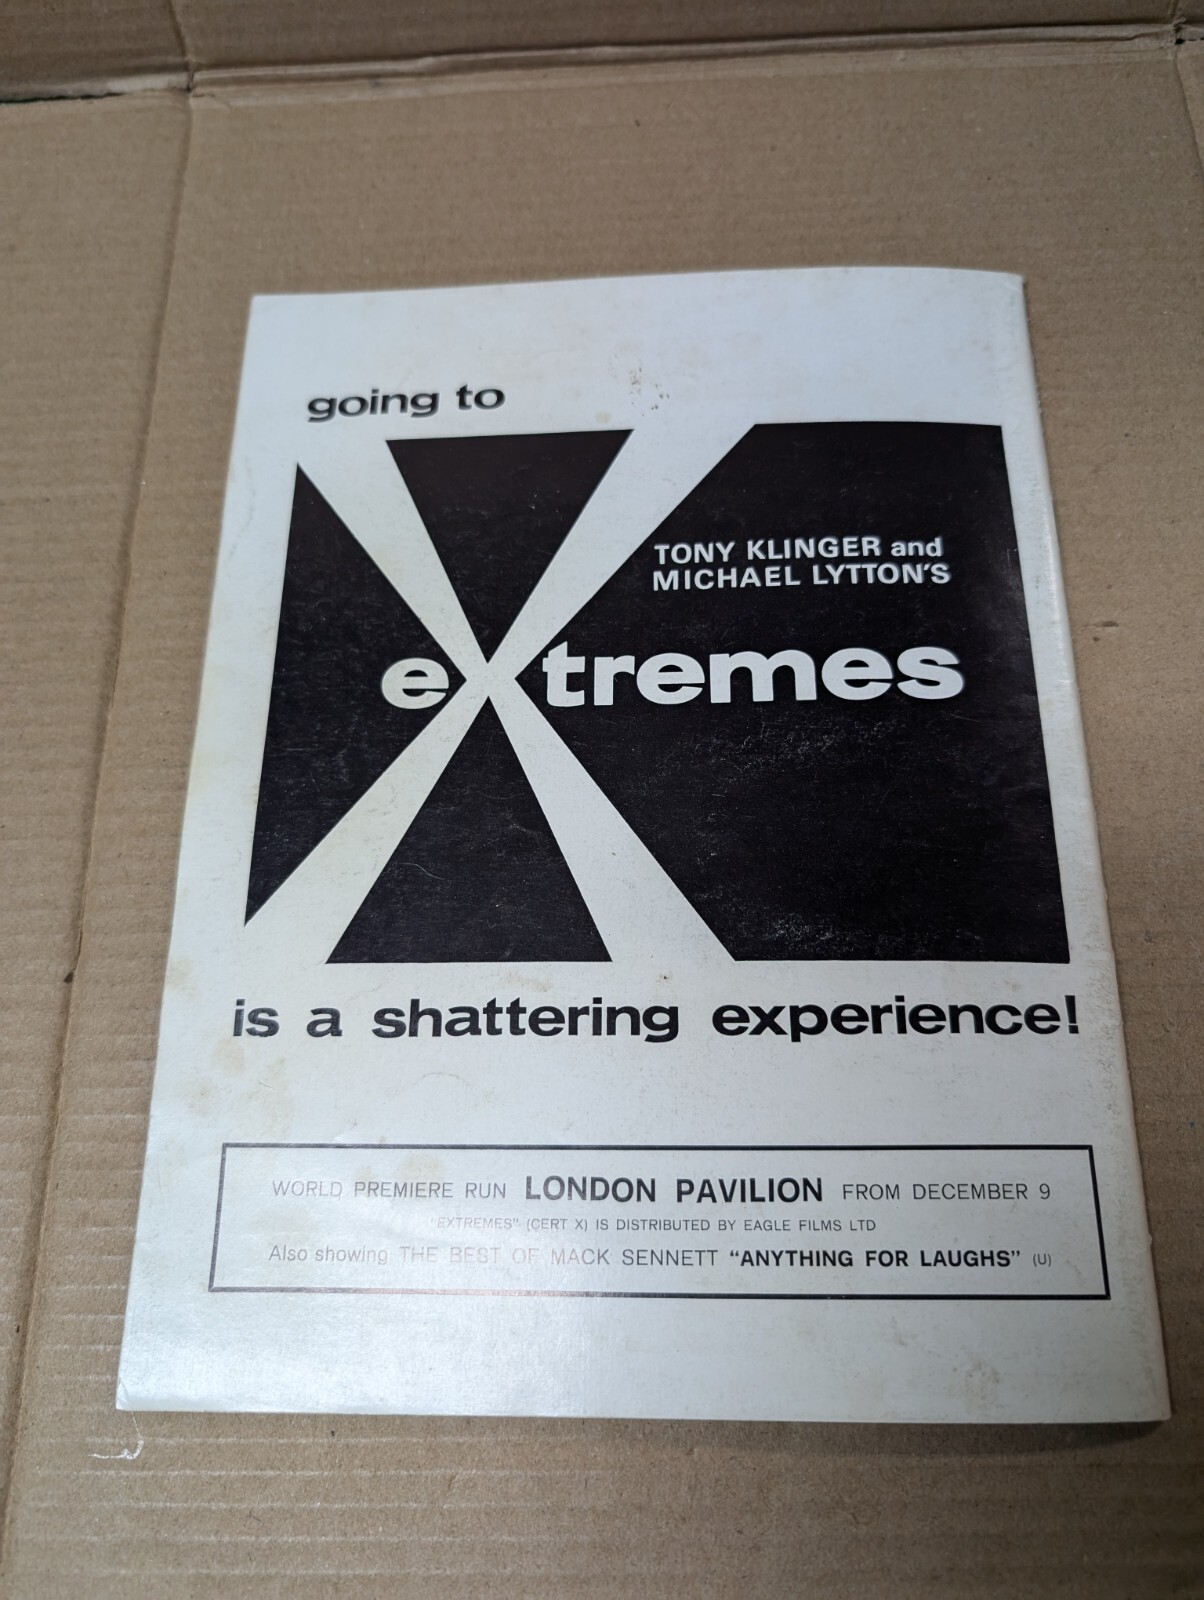 going to
TONY KLINGER and
MICHAEL LYTTON'S
eXtremes
is a shattering experience!
WORLD PREMIERE RUN LONDON PAVILION FROM DECEMBER 9
"EXTREMES" (CERT X) IS DISTRIBUTED BY EAGLE FILMS LTD
Also showing THE BEST OF MACK SENNETT "ANYTHING FOR LAUGHS" (U)